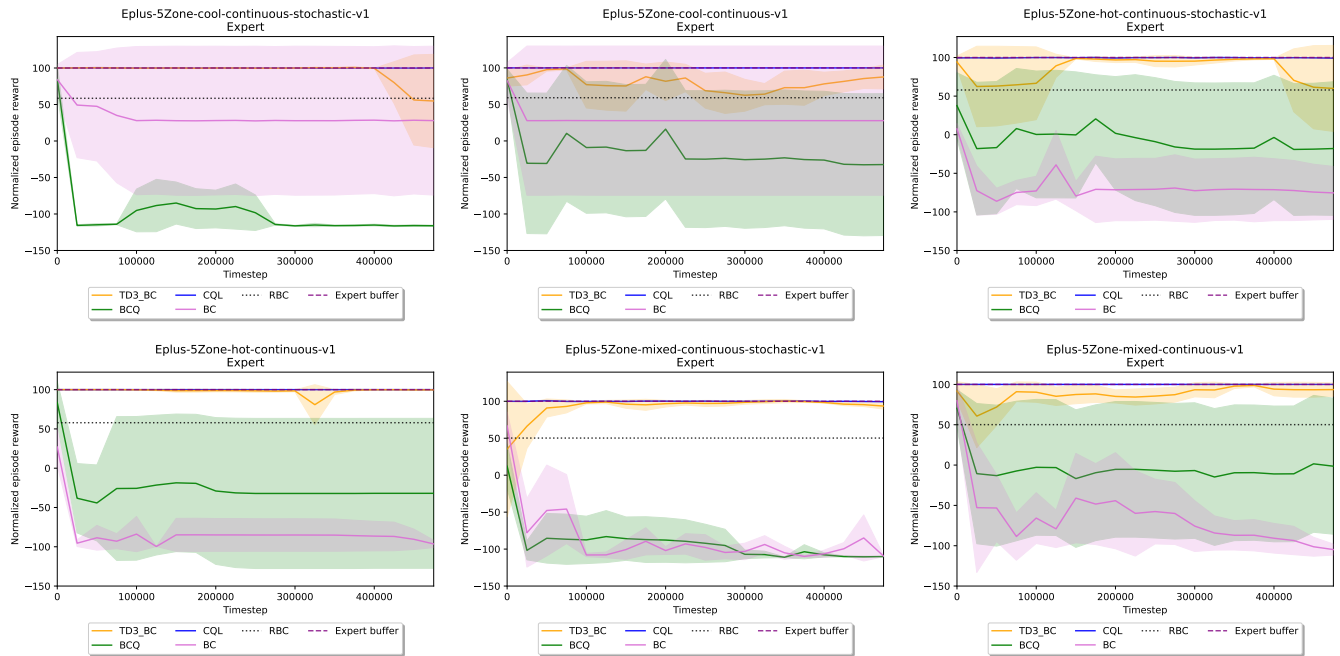 Eplus-5Zone-cool-continuous-stochastic-v1
Expert
Normalized episode reward
100
50
0
−50
−100
−150
0 100000 200000 300000 400000
Timestep
TD3_BC CQL RBC Expert buffer
BCQ BC
Eplus-5Zone-cool-continuous-v1
Expert
Normalized episode reward
100
50
0
−50
−100
−150
0 100000 200000 300000 400000
Timestep
TD3_BC CQL RBC Expert buffer
BCQ BC
Eplus-5Zone-hot-continuous-stochastic-v1
Expert
Normalized episode reward
100
50
0
−50
−100
−150
0 100000 200000 300000 400000
Timestep
TD3_BC CQL RBC Expert buffer
BCQ BC
Eplus-5Zone-hot-continuous-v1
Expert
Normalized episode reward
100
50
0
−50
−100
−150
0 100000 200000 300000 400000
Timestep
TD3_BC CQL RBC Expert buffer
BCQ BC
Eplus-5Zone-mixed-continuous-stochastic-v1
Expert
Normalized episode reward
100
50
0
−50
−100
−150
0 100000 200000 300000 400000
Timestep
TD3_BC CQL RBC Expert buffer
BCQ BC
Eplus-5Zone-mixed-continuous-v1
Expert
Normalized episode reward
100
50
0
−50
−100
−150
0 100000 200000 300000 400000
Timestep
TD3_BC CQL RBC Expert buffer
BCQ BC